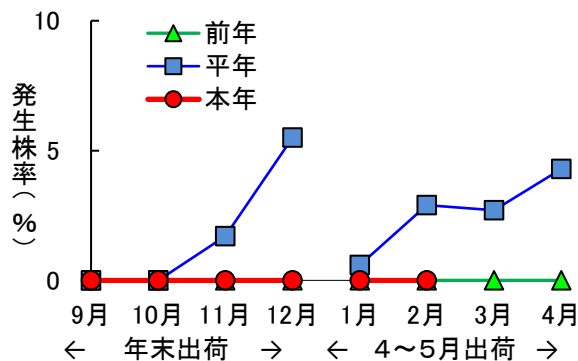 10
5
0
発生株率(%)
前年
平年
本年
9月 10月 11月 12月 1月 2月 3月 4月
← 年末出荷 → ← 4～5月出荷 →